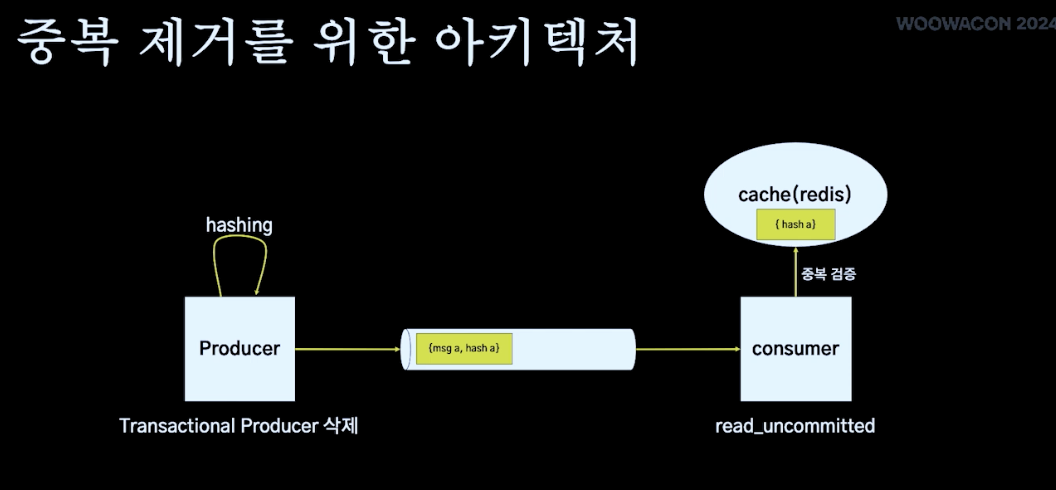 중복 제거를 위한 아키텍처
WOOWACON 2024
cache(redis)
{ hash a}
hashing
중복 검증
Producer
{msg a, hash a}
consumer
Transactional Producer 삭제
read_uncommitted